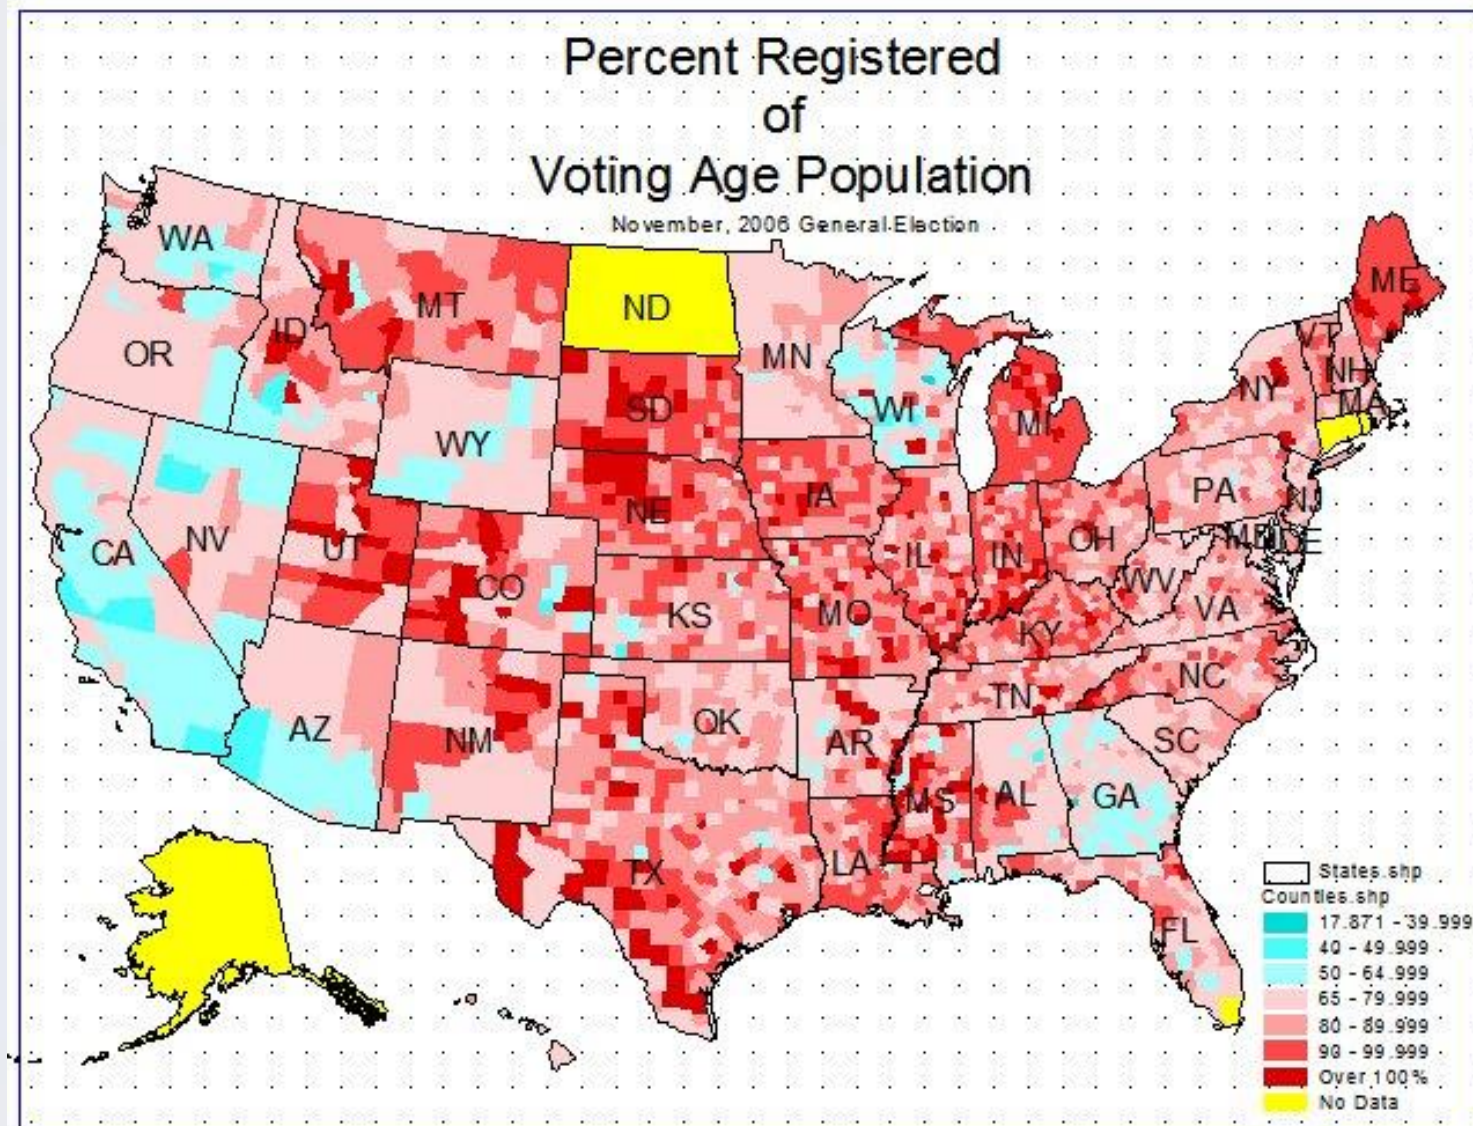 Percent Registered
of
Voting Age Population
November, 2006 General Election
WA
MT
ND
MN
ME
OR
ID
SD
WI
MI
VT
NH
NY
MA
WY
NE
IA
PA
NJ
CA
NV
UT
CO
KS
MO
IL
IN
OH
WV
VA
MD
DE
KY
NC
TN
AZ
NM
OK
AR
SC
MS
AL
GA
TX
LA
FL
States.shp
Counties.shp
17.871 - 39.999
40 - 49.999
50 - 64.999
65 - 79.999
80 - 89.999
90 - 99.999
Over 100%
No Data